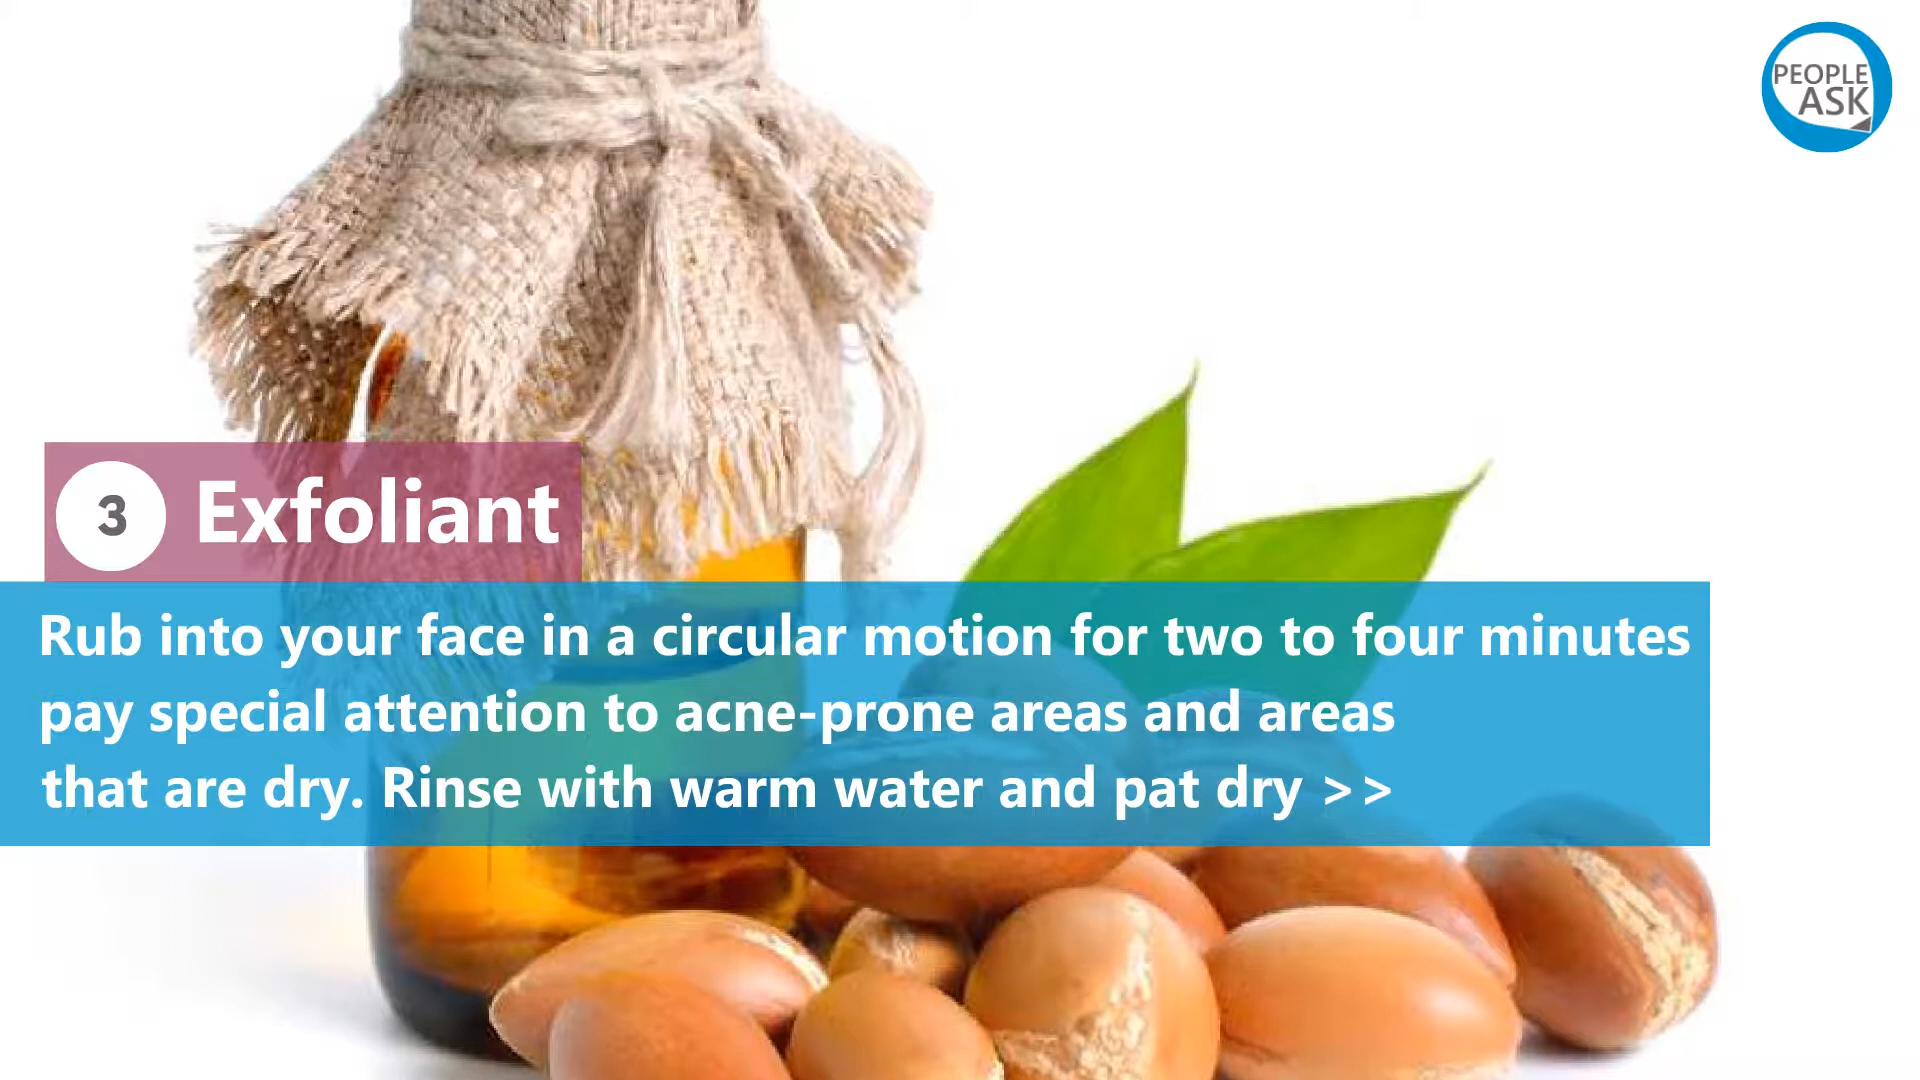 PEOPLE
ASK
3 Exfoliant
Rub into your face in a circular motion for two to four minutes
pay special attention to acne-prone areas and areas
that are dry. Rinse with warm water and pat dry >>